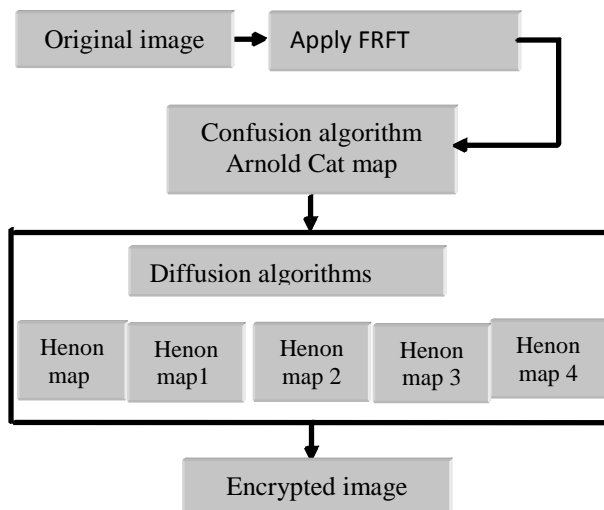 Original image
Apply FRFT
Confusion algorithm
Arnold Cat map
Diffusion algorithms
Henon
map
Henon
map1
Henon
map 2
Henon
map 3
Henon
map 4
Encrypted image